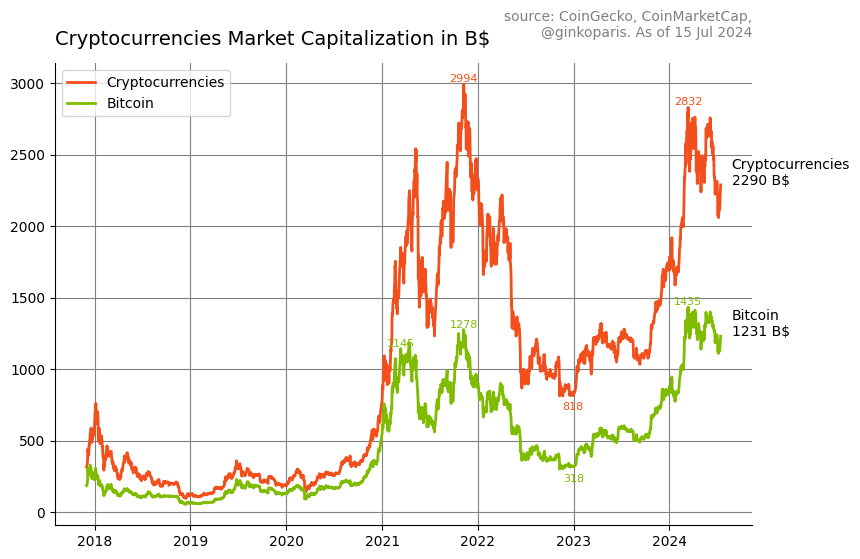 source: CoinGecko, CoinMarketCap,
@ginkoparis. As of 15 Jul 2024
Cryptocurrencies Market Capitalization in B$
Cryptocurrencies
Bitcoin
3000
2500
2000
1500
1000
500
0
2994
2832
1145
1278
1435
818
318
Cryptocurrencies
2290 B$
Bitcoin
1231 B$
2018 2019 2020 2021 2022 2023 2024